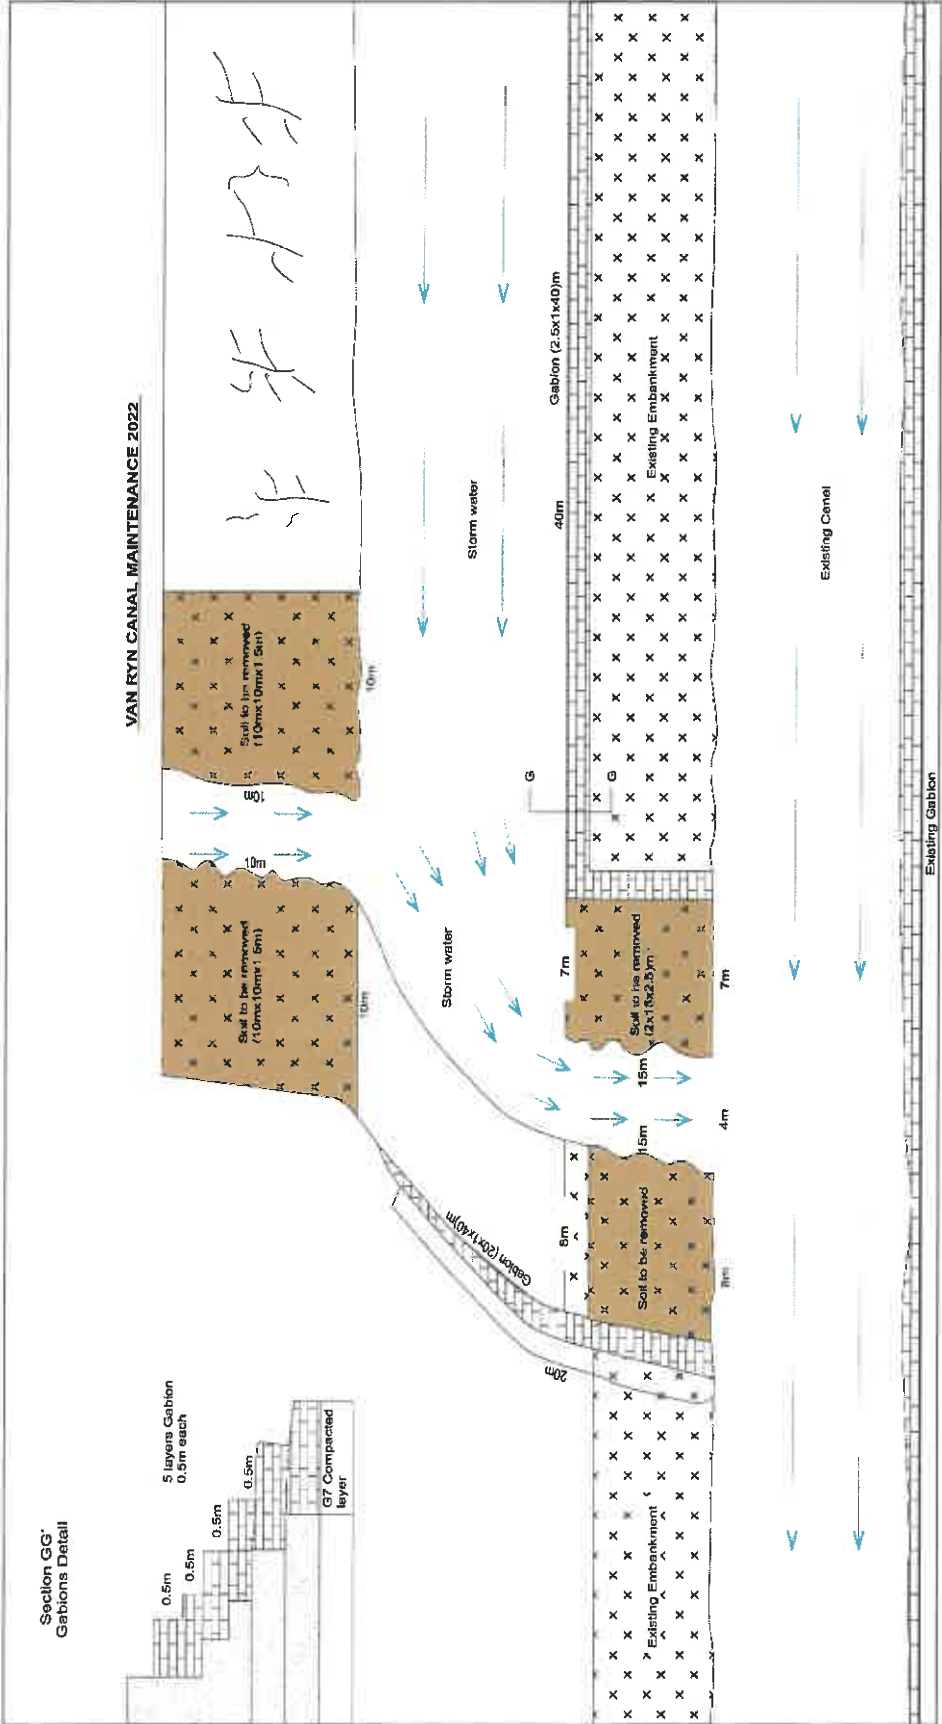 VAN RYN CANAL MAINTENANCE 2022
Section GG'
Gabions Detail
5 layers Gabion
0.5m each
0.5m
0.5m
0.5m
0.5m
G7 Compacted
layer
Soil to be removed
(10mx10mx1.5m)
10m
10m
10m
Soil to be removed
(10mx10mx1.5m)
10m
Storm water
Storm water
Gabion (20x1x40)m
20m
Gabion (2.5x1x40)m
40m
G
G
7m
8m
Soil to be removed
(2x15x2.5)m
Soil to be removed
15m
15m
7m
4m
8m
Existing Embankment
Existing Embankment
Existing Canal
Existing Gabion